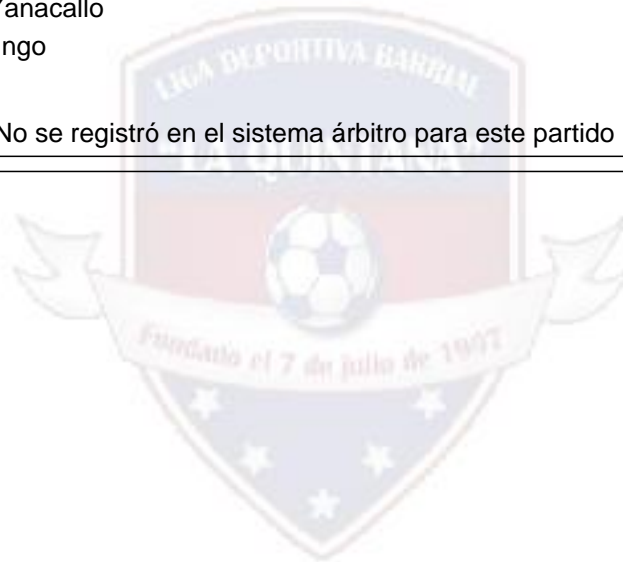 Yanacallo
ingo
No se registró en el sistema árbitro para este partido
LIGA DEPORTIVA BARRIAL
"LA QUINTANA"
Fundado el 7 de julio de 1997